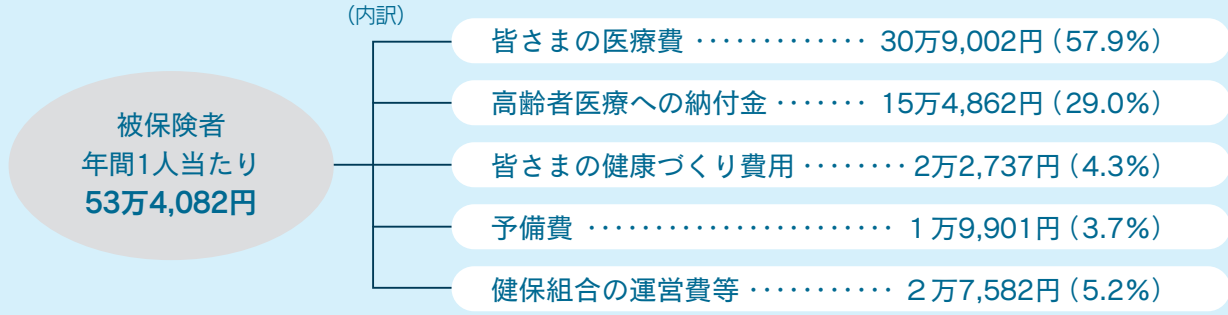 (内訳)
被保険者
年間1人当たり
53万4,082円
皆さまの医療費 ············· 30万9,002円(57.9%)
高齢者医療への納付金 ······· 15万4,862円(29.0%)
皆さまの健康づくり費用 ········ 2万2,737円(4.3%)
予備費 ······················· 1万9,901円(3.7%)
健保組合の運営費等 ··········· 2万7,582円(5.2%)